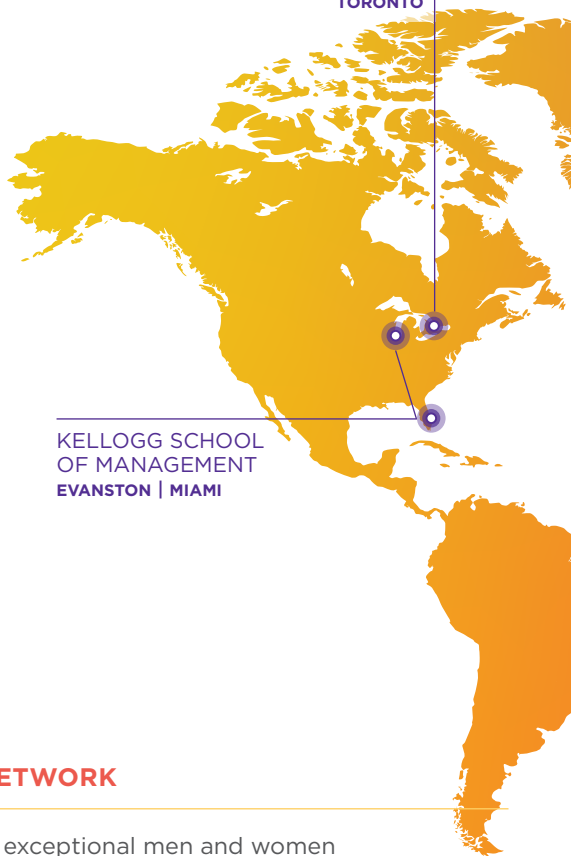 TORONTO
KELLOGG SCHOOL
OF MANAGEMENT
EVANSTON | MIAMI
ETWORK
exceptional men and women